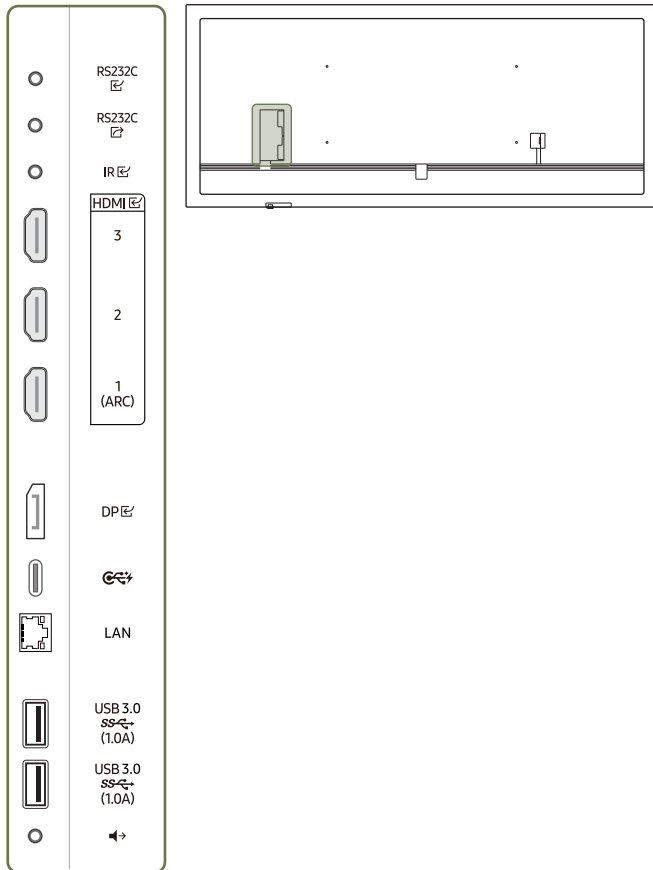 RS232C
RS232C
IR
HDMI
3
2
1
(ARC)
DP
LAN
USB 3.0
SS
(1.0A)
USB 3.0
SS
(1.0A)